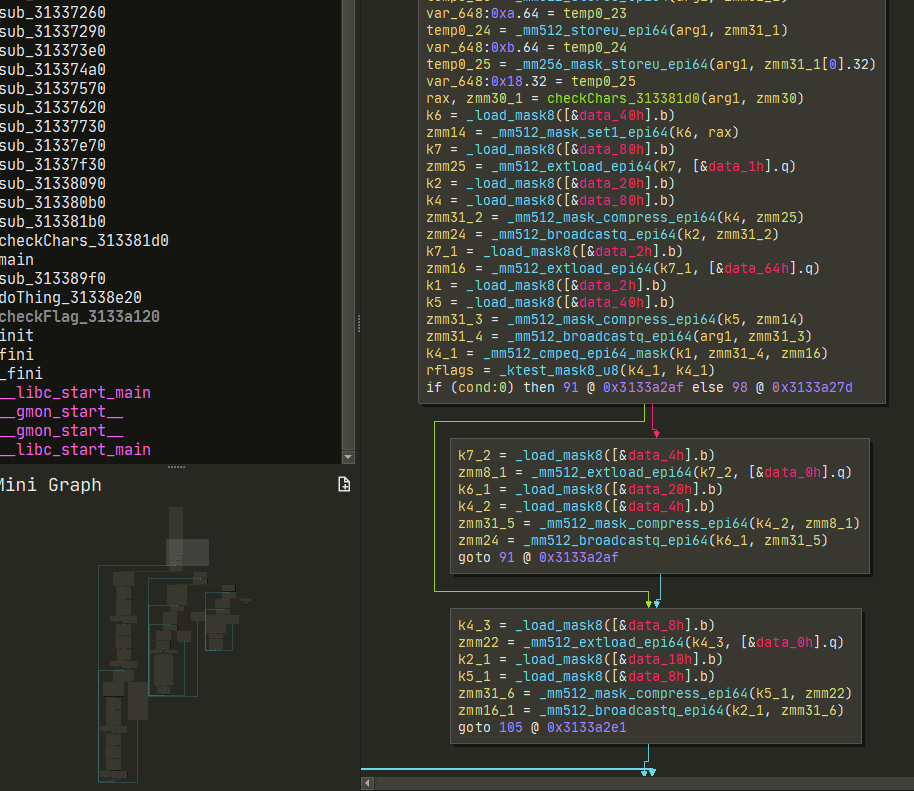 sub_31337260
sub_31337290
sub_313373e0
sub_313374a0
sub_31337570
sub_31337620
sub_31337730
sub_31337e70
sub_31337f30
sub_31338090
sub_313380b0
sub_313381b0
checkChars_313381d0
main
sub_313389f0
doThing_31338e20
checkFlag_3133a120
init
fini
_fini
__libc_start_main
__gmon_start__
__gmon_start__
__libc_start_main
Mini Graph
var_648:0xa.64 = temp0_23
temp0_24 = _mm512_storeu_epi64(arg1, zmm31_1)
var_648:0xb.64 = temp0_24
temp0_25 = _mm256_mask_storeu_epi64(arg1, zmm31_1[0].32)
var_648:0x18.32 = temp0_25
rax, zmm30_1 = checkChars_313381d0(arg1, zmm30)
k6 = _load_mask8([&data_40h].b)
zmm14 = _mm512_mask_set1_epi64(k6, rax)
k7 = _load_mask8([&data_80h].b)
zmm25 = _mm512_extload_epi64(k7, [&data_1h].q)
k2 = _load_mask8([&data_20h].b)
k4 = _load_mask8([&data_80h].b)
zmm31_2 = _mm512_mask_compress_epi64(k4, zmm25)
zmm24 = _mm512_broadcastq_epi64(k2, zmm31_2)
k7_1 = _load_mask8([&data_2h].b)
zmm16 = _mm512_extload_epi64(k7_1, [&data_64h].q)
k1 = _load_mask8([&data_2h].b)
k5 = _load_mask8([&data_40h].b)
zmm31_3 = _mm512_mask_compress_epi64(k5, zmm14)
zmm31_4 = _mm512_broadcastq_epi64(arg1, zmm31_3)
k4_1 = _mm512_cmpeq_epi64_mask(k1, zmm31_4, zmm16)
rflags = _ktest_mask8_u8(k4_1, k4_1)
if (cond:0) then 91 @ 0x3133a2af else 98 @ 0x3133a27d
k7_2 = _load_mask8([&data_4h].b)
zmm8_1 = _mm512_extload_epi64(k7_2, [&data_0h].q)
k6_1 = _load_mask8([&data_20h].b)
k4_2 = _load_mask8([&data_4h].b)
zmm31_5 = _mm512_mask_compress_epi64(k4_2, zmm8_1)
zmm24 = _mm512_broadcastq_epi64(k6_1, zmm31_5)
goto 91 @ 0x3133a2af
k4_3 = _load_mask8([&data_8h].b)
zmm22 = _mm512_extload_epi64(k4_3, [&data_0h].q)
k2_1 = _load_mask8([&data_10h].b)
k5_1 = _load_mask8([&data_8h].b)
zmm31_6 = _mm512_mask_compress_epi64(k5_1, zmm22)
zmm16_1 = _mm512_broadcastq_epi64(k2_1, zmm31_6)
goto 105 @ 0x3133a2e1